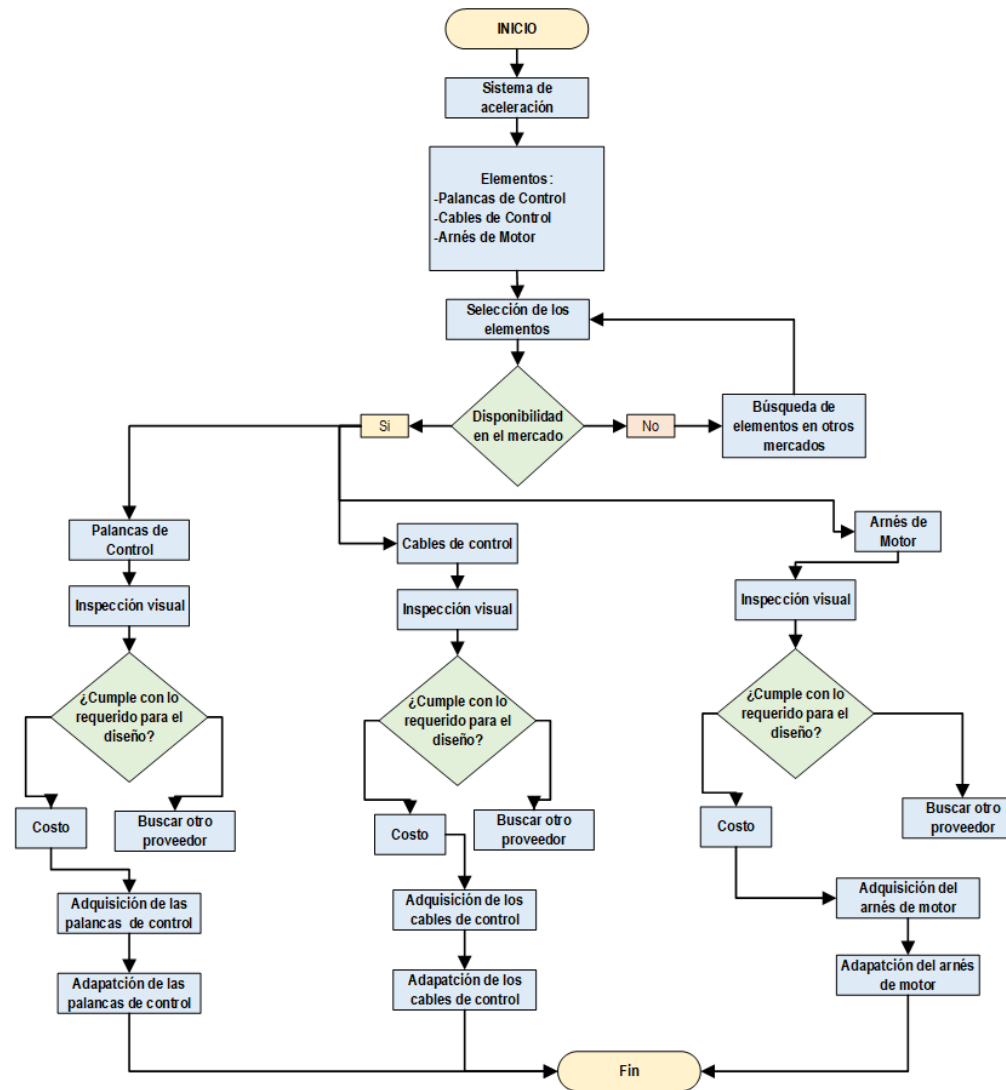 INICIO
Sistema de
aceleración
Elementos:
-Palancas de Control
-Cables de Control
-Arnés de Motor
Selección de los
elementos
Disponibilidad
en el mercado
Si
No
Búsqueda de
elementos en otros
mercados
Palancas de
Control
Inspección visual
¿Cumple con lo
requerido para el
diseño?
Costo
Buscar otro
proveedor
Adquisición de las
palancas de control
Adapatción de las
palancas de control
Cables de control
Inspección visual
¿Cumple con lo
requerido para el
diseño?
Costo
Buscar otro
proveedor
Adquisición de los
cables de control
Adapatción de los
cables de control
Arnés de
Motor
Inspección visual
¿Cumple con lo
requerido para el
diseño?
Costo
Buscar otro
proveedor
Adquisición del
arnés de motor
Adapatción del arnés
de motor
Fin